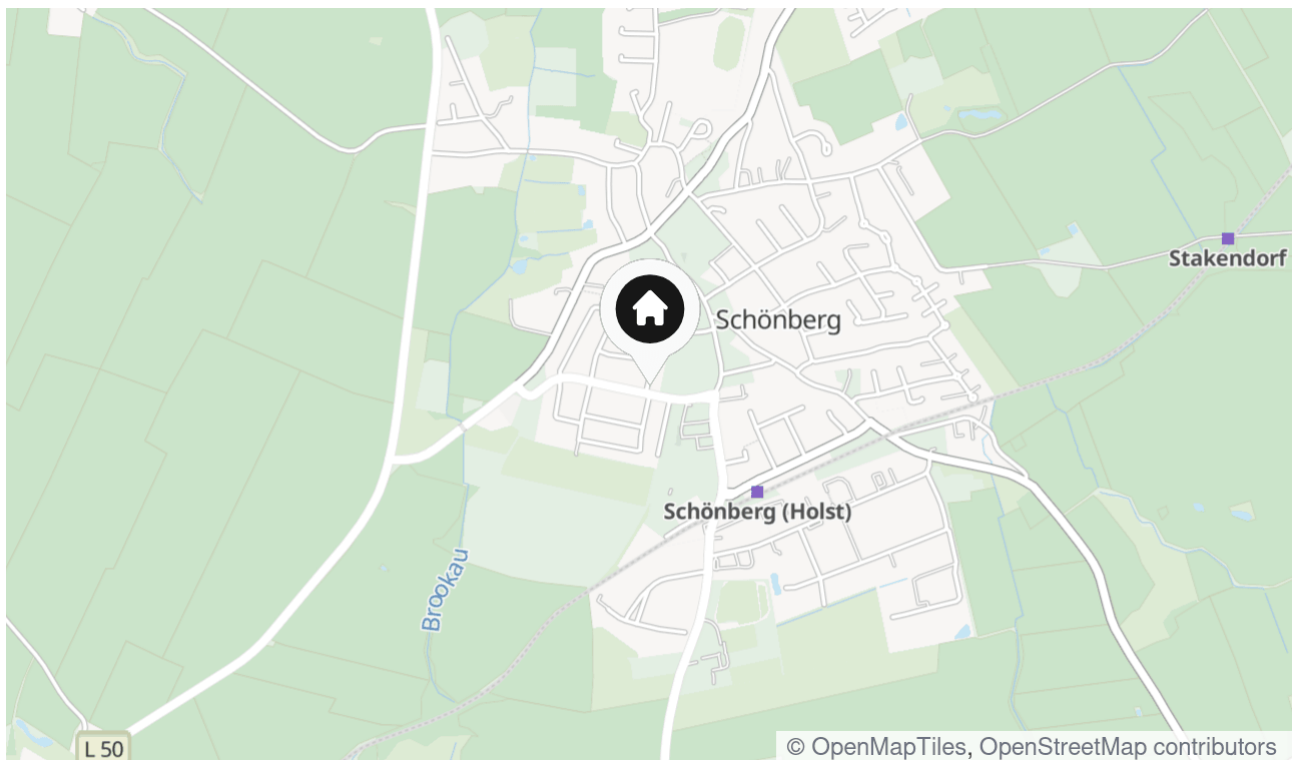 Stakendorf
Schönberg
Schönberg (Holst)
Brookau
L 50
© OpenMapTiles, OpenStreetMap contributors